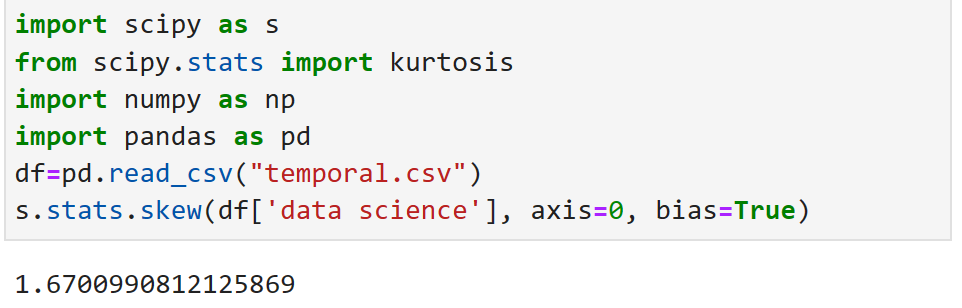 import scipy as s
from scipy.stats import kurtosis
import numpy as np
import pandas as pd
df=pd.read_csv("temporal.csv")
s.stats.skew(df['data science'], axis=0, bias=True)
1.6700990812125869